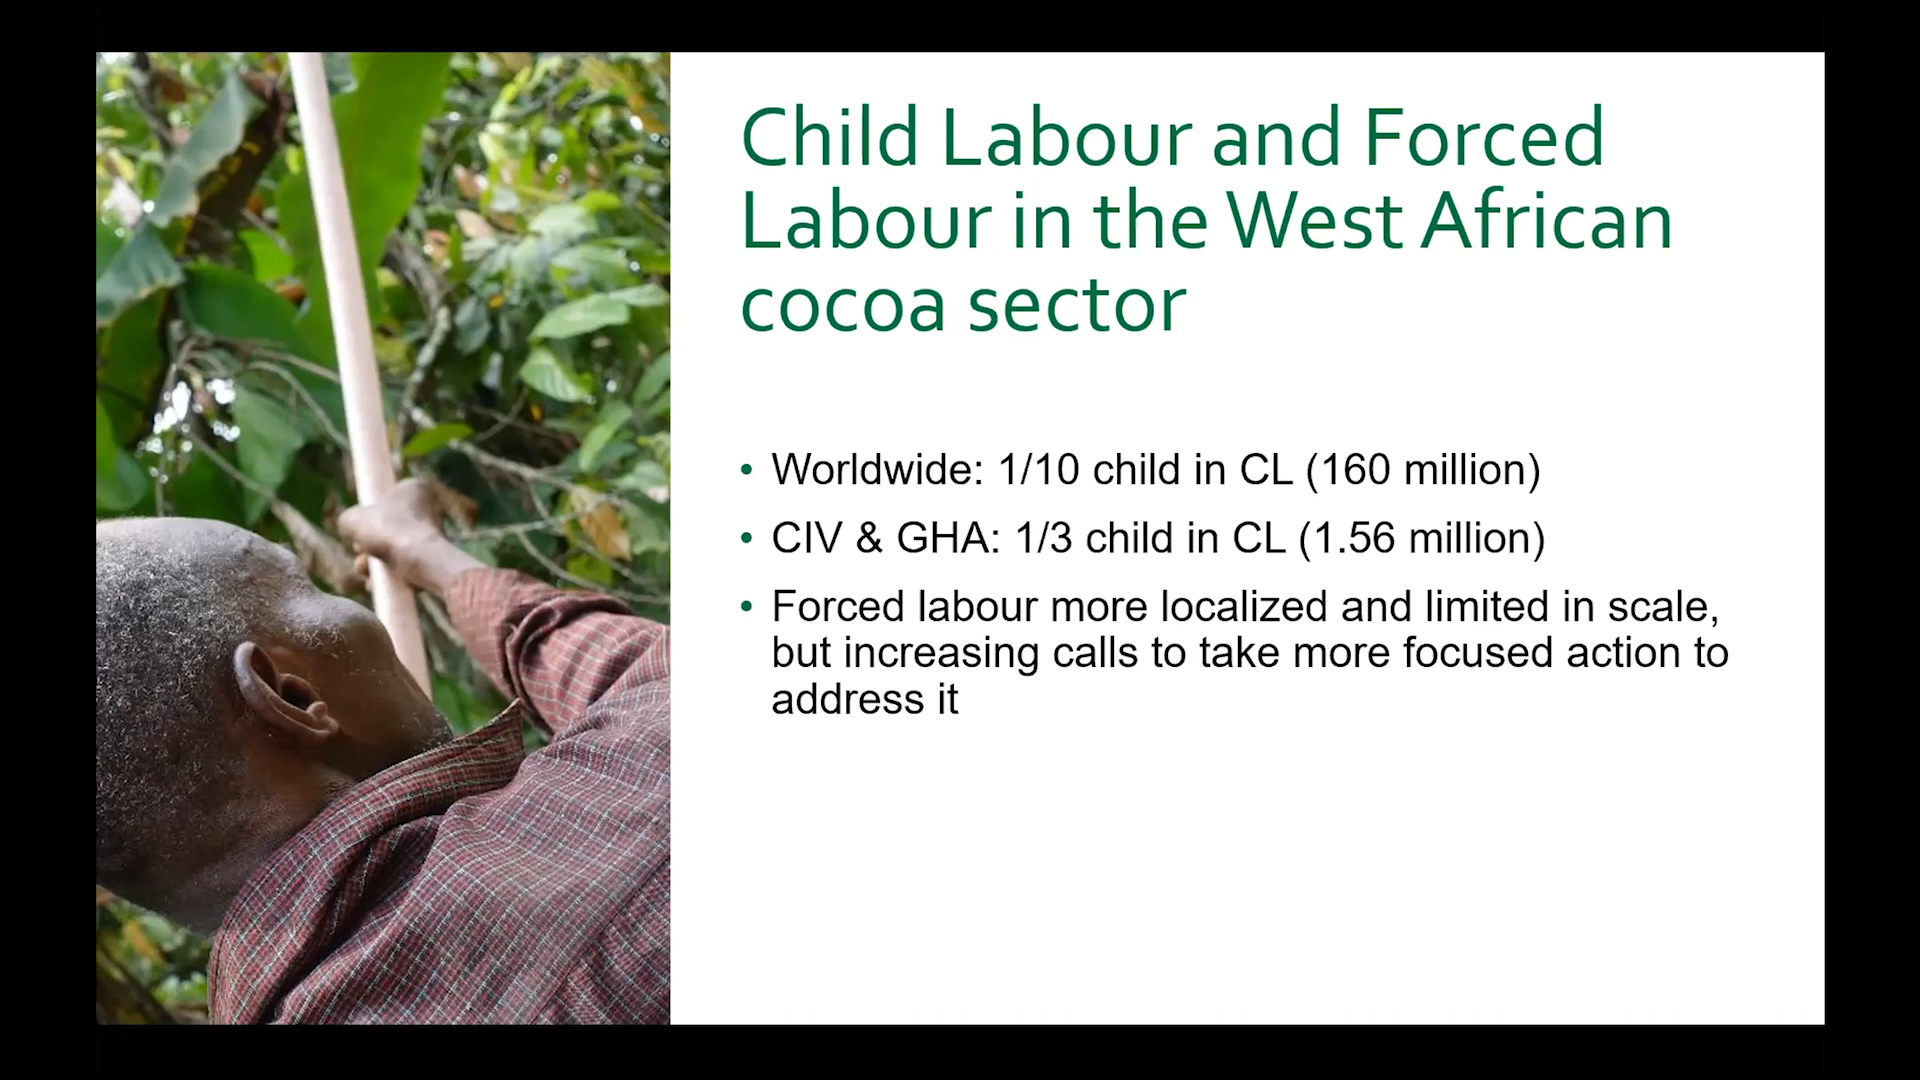 Child Labour and Forced
Labour in the West African
cocoa sector
• Worldwide: 1/10 child in CL (160 million)
• CIV & GHA: 1/3 child in CL (1.56 million)
• Forced labour more localized and limited in scale,
but increasing calls to take more focused action to
address it